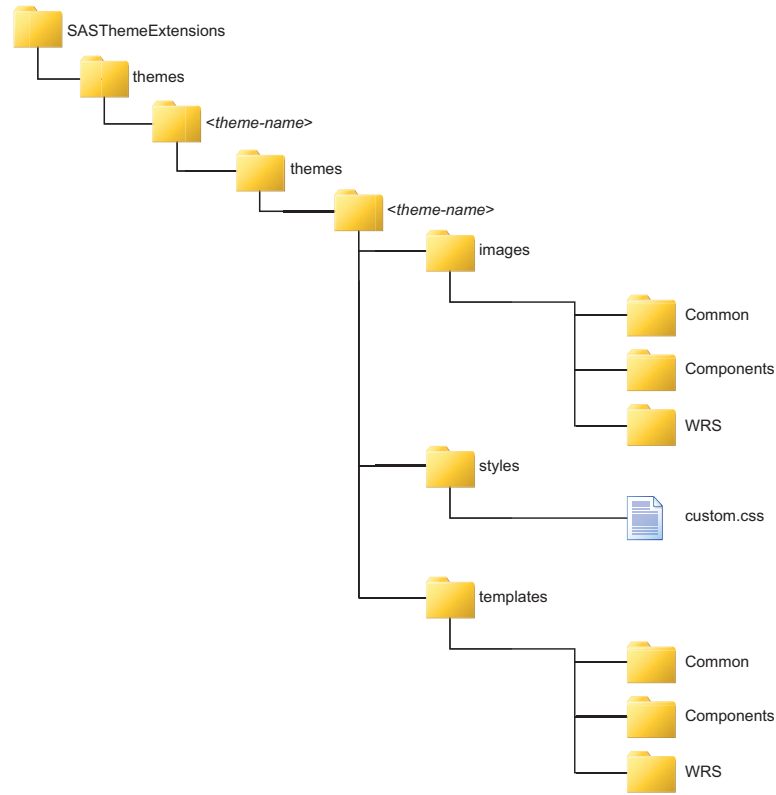 SASThemeExtensions
themes
<theme-name>
themes
<theme-name>
images
Common
Components
WRS
styles
custom.css
templates
Common
Components
WRS